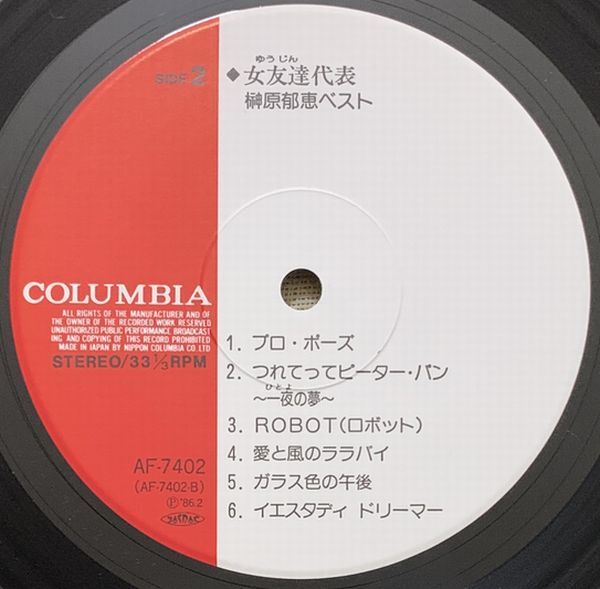 SIDE 2
ゆうじん
◆女友達代表
榊原郁恵ベスト
COLUMBIA
ALL RIGHTS OF THE MANUFACTURER AND OF
THE OWNER OF THE RECORDED WORK RESERVED
UNAUTHORIZED PUBLIC PERFORMANCE BROADCAST
ING AND COPYING OF THIS RECORD PROHIBITED
MADE IN JAPAN BY NIPPON COLUMBIA CO LTD
STEREO/33 1/3 RPM
1. プロ・ポーズ
2. つれてってピーター・パン
ひとよ
〜一夜の夢〜
3. ROBOT(ロボット)
4. 愛と風のララバイ
5. ガラス色の午後
6. イエスタディ ドリーマー
AF-7402
(AF-7402-B)
Ⓟ'86.2